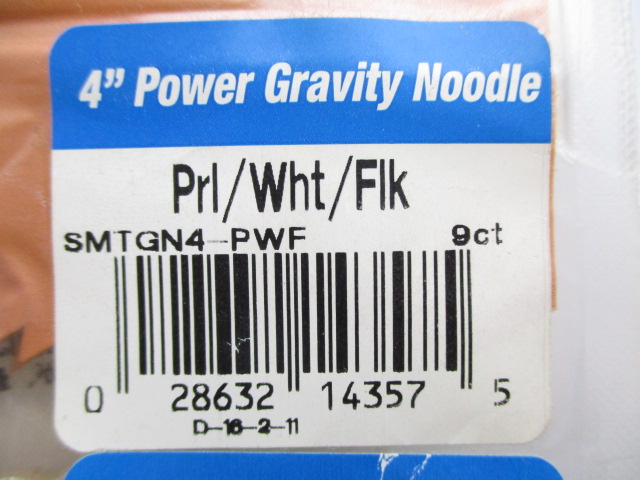 4” Power Gravity Noodle
Prl/Wht/Flk
SMTGN4-PWF 9ct
0 28632 14357 5
D-16-2-11